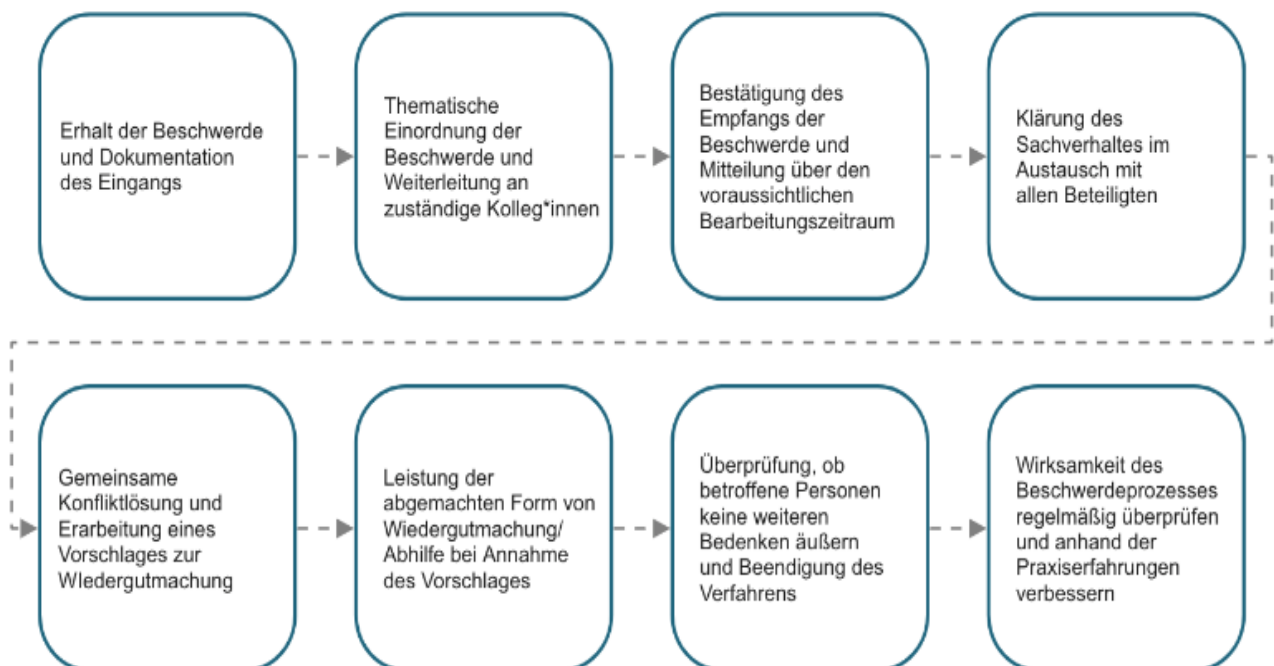 Erhalt der Beschwerde
und Dokumentation
des Eingangs
Thematische
Einordnung der
Beschwerde und
Weiterleitung an
zuständige Kolleg*innen
Bestätigung des
Empfangs der
Beschwerde und
Mitteilung über den
voraussichtlichen
Bearbeitungszeitraum
Klärung des
Sachverhaltes im
Austausch mit
allen Beteiligten
Gemeinsame
Konfliktlösung und
Erarbeitung eines
Vorschlages zur
WIedergutmachung
Leistung der
abgemachten Form von
Wiedergutmachung/
Abhilfe bei Annahme
des Vorschlages
Überprüfung, ob
betroffene Personen
keine weiteren
Bedenken äußern
und Beendigung des
Verfahrens
Wirksamkeit des
Beschwerdeprozesses
regelmäßig überprüfen
und anhand der
Praxiserfahrungen
verbessern